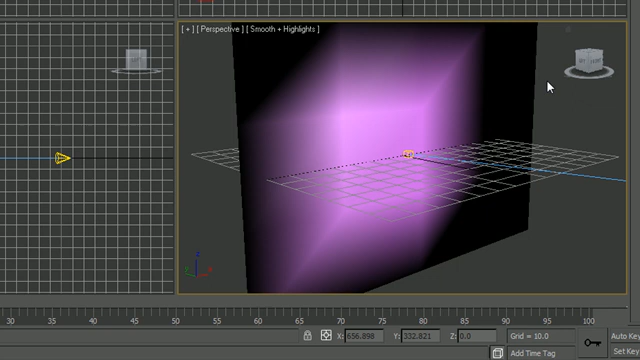 [ + ] [ Perspective ] [ Smooth + Highlights ]
z
x
30 35 40 45 50 55 60 65 70 75 80 85 90 95 100
X: 656.898 Y: 332.821 Z: 0.0 Grid = 10.0 Auto Key
Add Time Tag Set Key